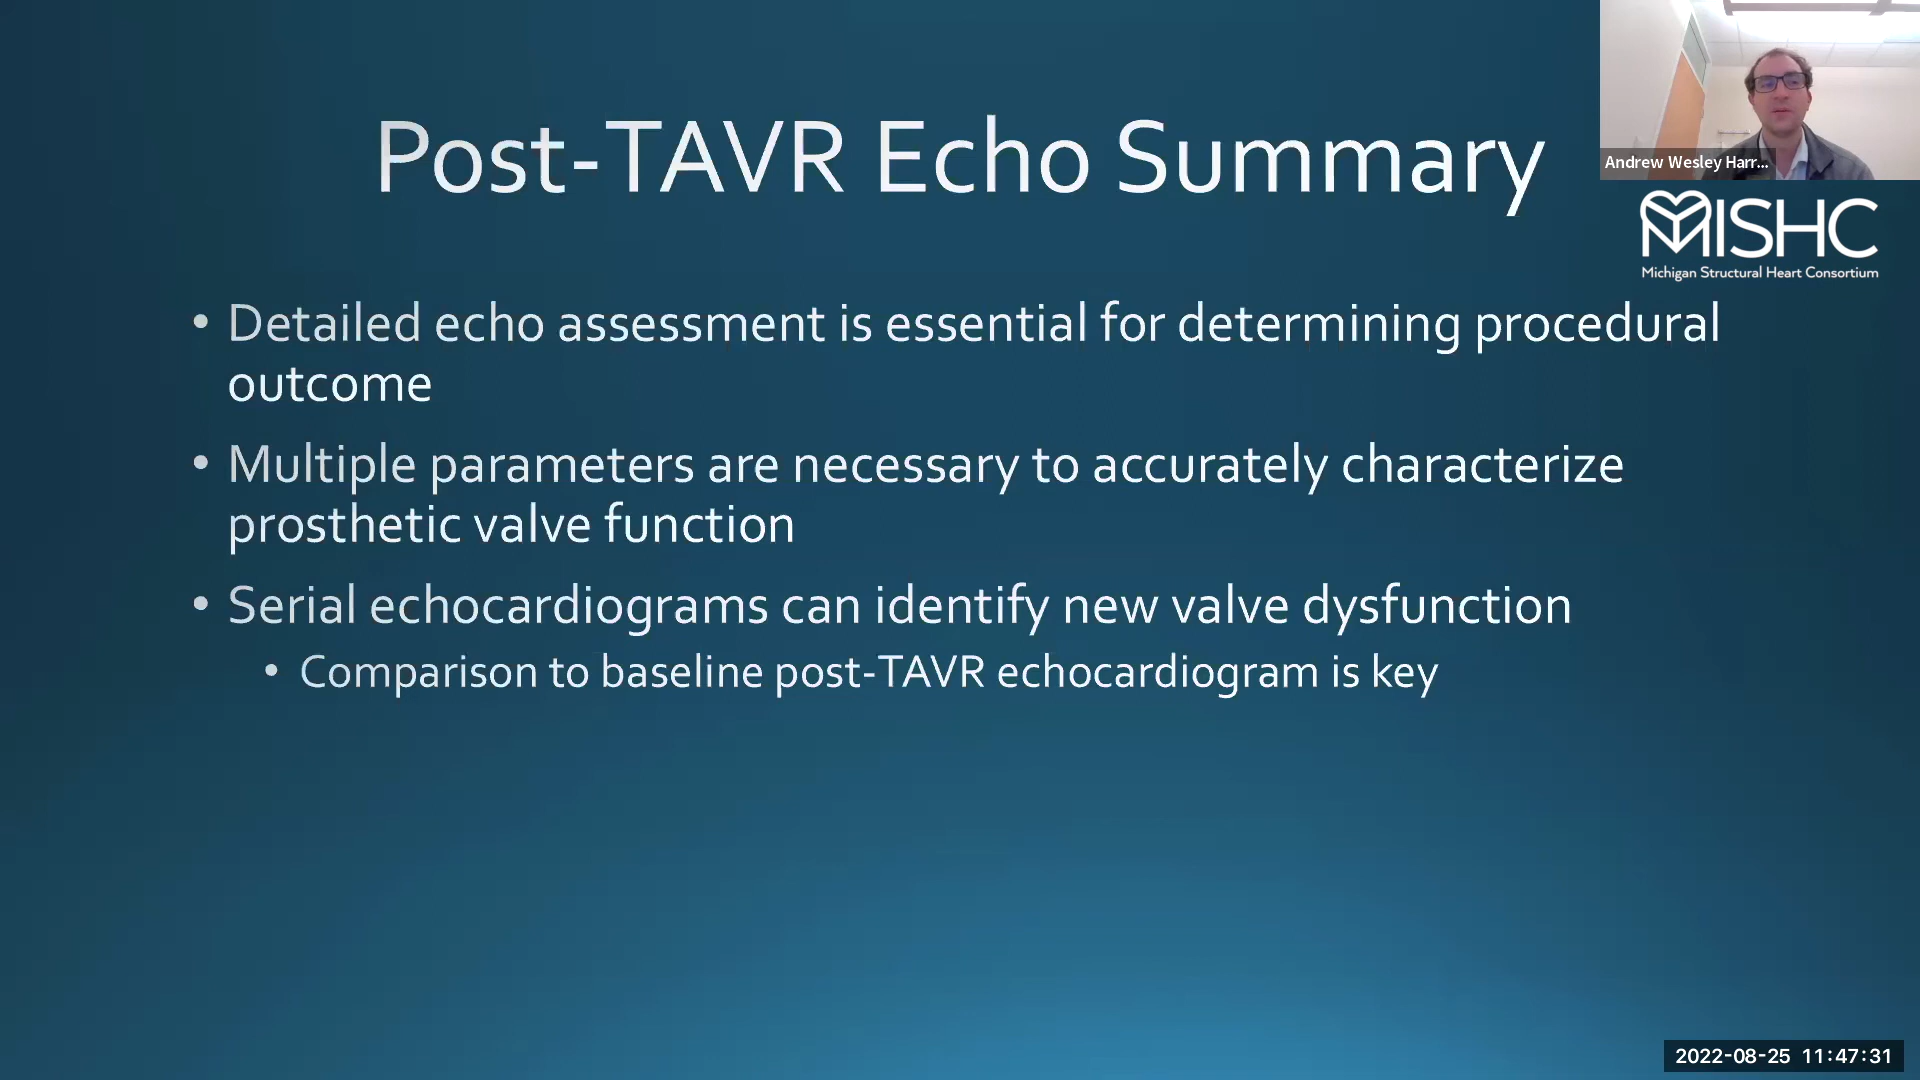 Post-TAVR Echo Summary
Andrew Wesley Harr...
MISHC
Michigan Structural Heart Consortium
• Detailed echo assessment is essential for determining procedural
outcome
• Multiple parameters are necessary to accurately characterize
prosthetic valve function
• Serial echocardiograms can identify new valve dysfunction
• Comparison to baseline post-TAVR echocardiogram is key
2022-08-25 11:47:31